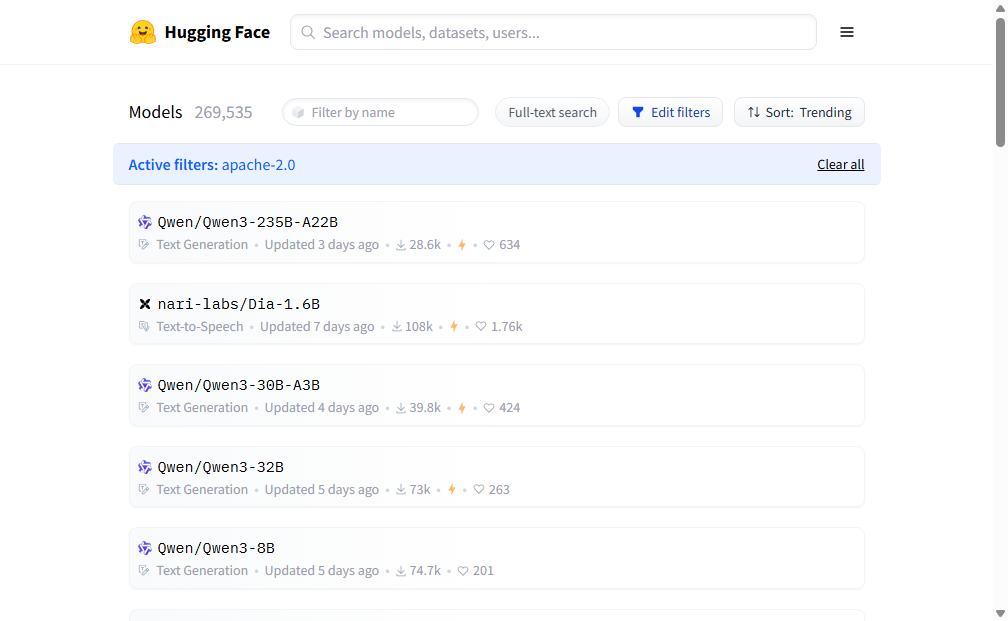 Hugging Face
Search models, datasets, users...
Models 269,535
Filter by name
Full-text search
Edit filters
Sort: Trending
Active filters: apache-2.0
Clear all
Qwen/Qwen3-235B-A22B
Text Generation • Updated 3 days ago • 28.6k • • 634
nari-labs/Dia-1.6B
Text-to-Speech • Updated 7 days ago • 108k • • 1.76k
Qwen/Qwen3-30B-A3B
Text Generation • Updated 4 days ago • 39.8k • • 424
Qwen/Qwen3-32B
Text Generation • Updated 5 days ago • 73k • • 263
Qwen/Qwen3-8B
Text Generation • Updated 5 days ago • 74.7k • 201